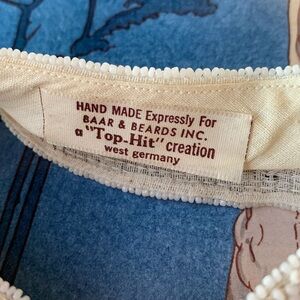 HAND MADE Expressly For
BAAR & BEARDS INC.
a "Top-Hit" creation
west germany